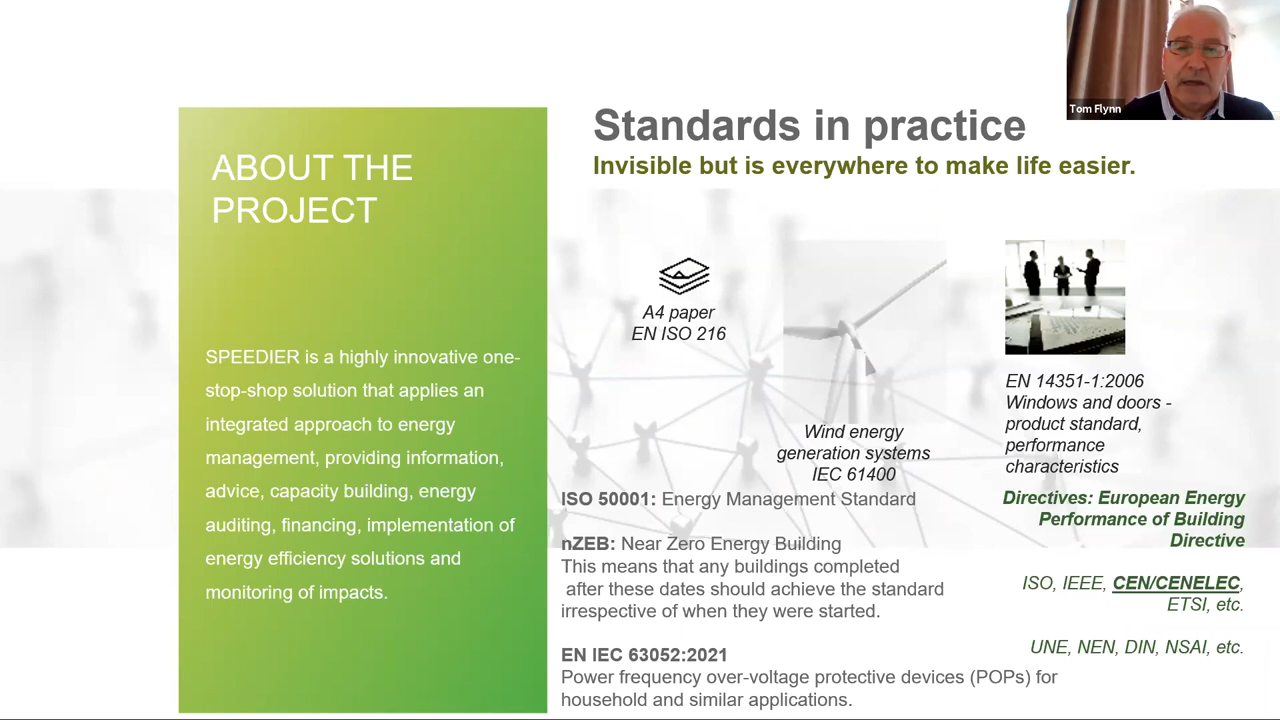 Tom Flynn
ABOUT THE
PROJECT
SPEEDIER is a highly innovative one-
stop-shop solution that applies an
integrated approach to energy
management, providing information,
advice, capacity building, energy
auditing, financing, implementation of
energy efficiency solutions and
monitoring of impacts.
Standards in practice
Invisible but is everywhere to make life easier.
A4 paper
EN ISO 216
Wind energy
generation systems
IEC 61400
EN 14351-1:2006
Windows and doors -
product standard,
performance
characteristics
ISO 50001: Energy Management Standard
nZEB: Near Zero Energy Building
This means that any buildings completed
after these dates should achieve the standard
irrespective of when they were started.
EN IEC 63052:2021
Power frequency over-voltage protective devices (POPs) for
household and similar applications.
Directives: European Energy
Performance of Building
Directive
ISO, IEEE, CEN/CENELEC,
ETSI, etc.
UNE, NEN, DIN, NSAI, etc.